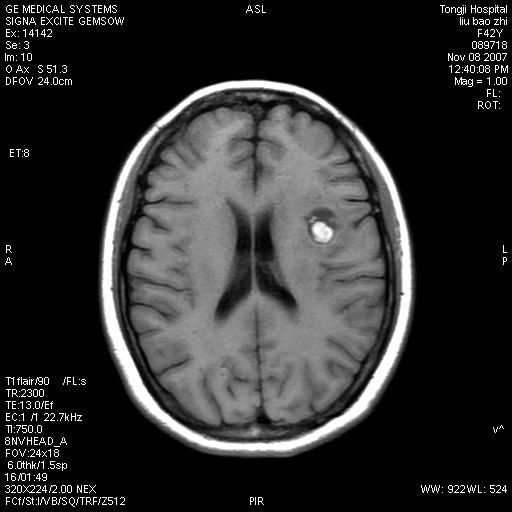 GE MEDICAL SYSTEMS
SIGNA EXCITE GEMSOW
Ex: 14142
Se: 3
Im: 10
O Ax S 51.3
DFOV 24.0cm
ASL
Tongji Hospital
liu bao zhi
F42Y
089718
Nov 08 2007
12:40:08 PM
Mag = 1.00
FL:
ROT:
ET:8
R
A
L
P
T1flair/90 /FL:s
TR:2300
TE:13.0/Ef
EC:1 /1 22.7kHz
TI:750.0
8NVHEAD_A
FOV:24x18
6.0thk/1.5sp
16/01:49
320X224/2.00 NEX
FCf/St:I/VB/SQ/TRF/Z512
PIR
v^
WW: 922WL: 524